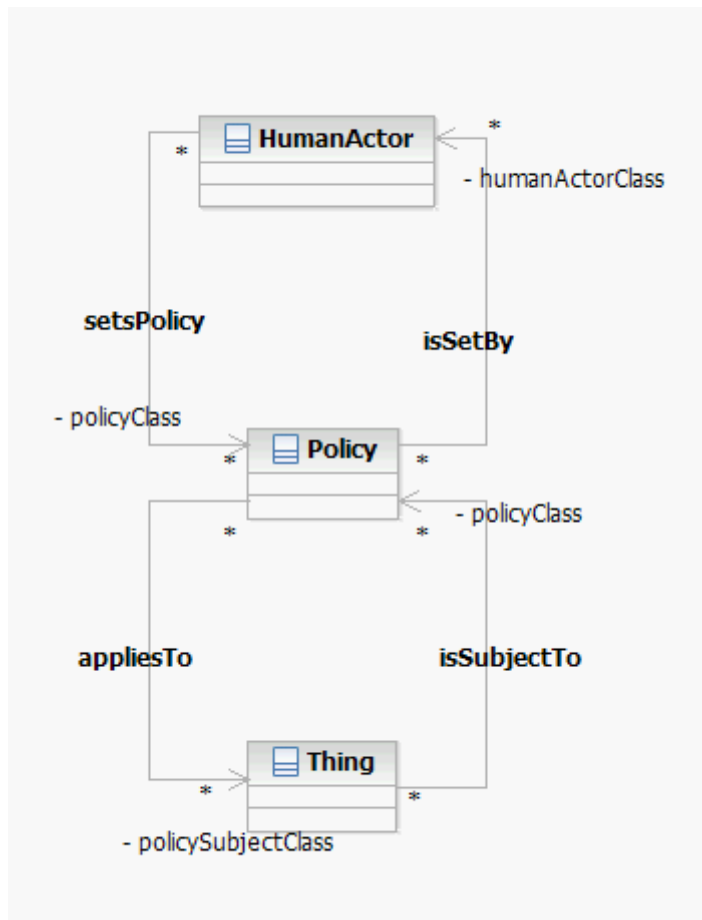 HumanActor
*
*
- humanActorClass
setsPolicy
isSetBy
- policyClass
Policy
*
*
- policyClass
*
*
appliesTo
isSubjectTo
Thing
*
*
- policySubjectClass